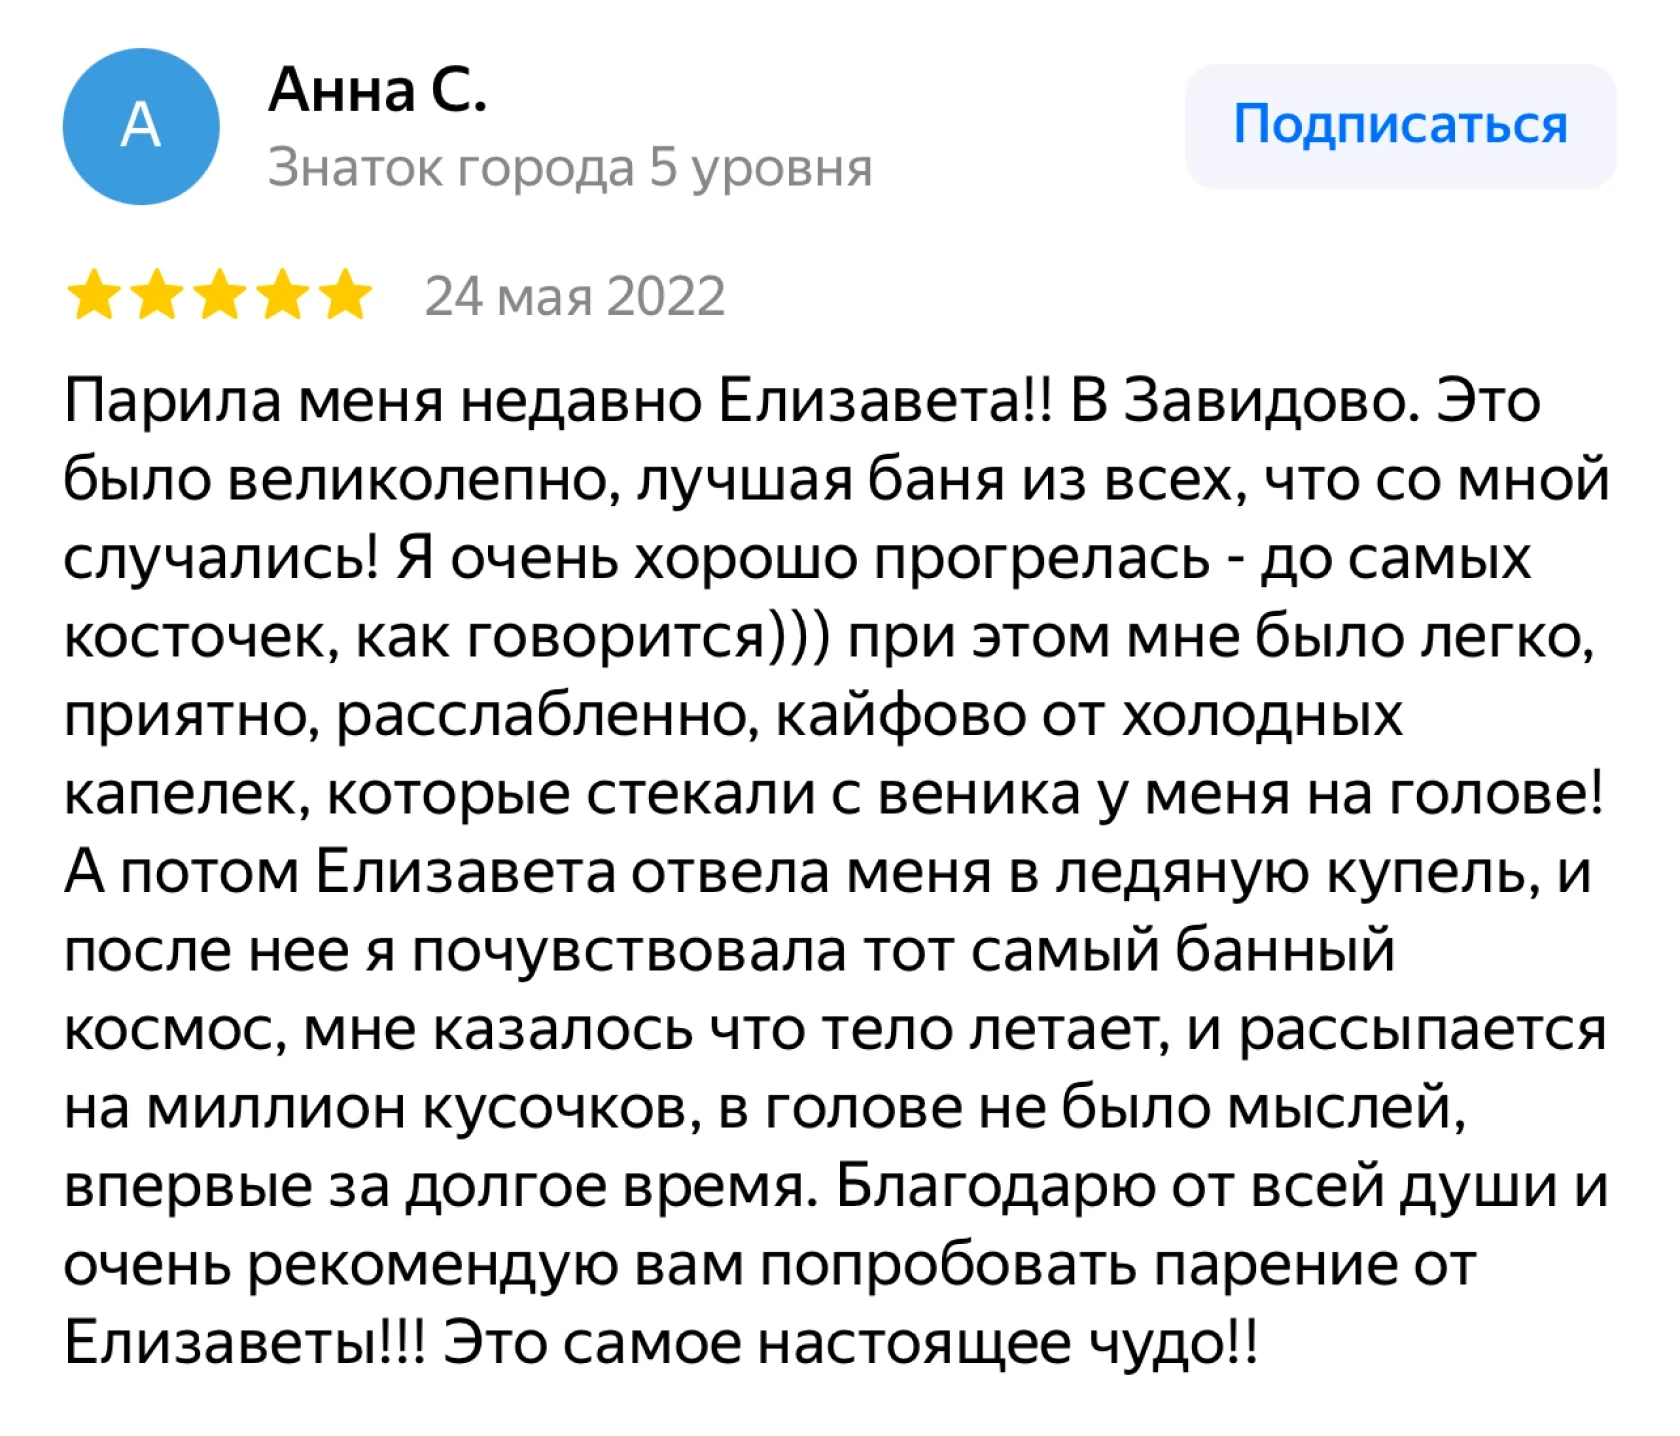 А
Анна С.
Знаток города 5 уровня
Подписаться
24 мая 2022
Парила меня недавно Елизавета!! В Завидово. Это
было великолепно, лучшая баня из всех, что со мной
случались! Я очень хорошо прогрелась - до самых
косточек, как говорится))) при этом мне было легко,
приятно, расслабленно, кайфово от холодных
капелек, которые стекали с веника у меня на голове!
А потом Елизавета отвела меня в ледяную купель, и
после нее я почувствовала тот самый банный
космос, мне казалось что тело летает, и рассыпается
на миллион кусочков, в голове не было мыслей,
впервые за долгое время. Благодарю от всей души и
очень рекомендую вам попробовать парение от
Елизаветы!!! Это самое настоящее чудо!!